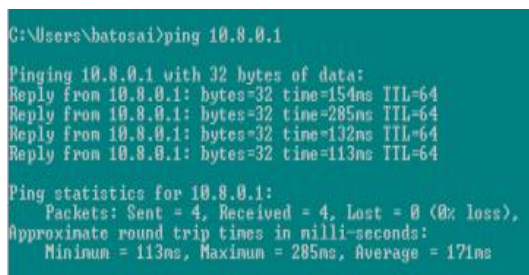 C:\Users\batosai>ping 10.8.0.1
Pinging 10.8.0.1 with 32 bytes of data:
Reply from 10.8.0.1: bytes=32 time=154ms TTL=64
Reply from 10.8.0.1: bytes=32 time=285ms TTL=64
Reply from 10.8.0.1: bytes=32 time=132ms TTL=64
Reply from 10.8.0.1: bytes=32 time=113ms TTL=64
Ping statistics for 10.8.0.1:
Packets: Sent = 4, Received = 4, Lost = 0 (0% loss),
Approximate round trip times in milli-seconds:
Minimum = 113ms, Maximum = 285ms, Average = 171ms